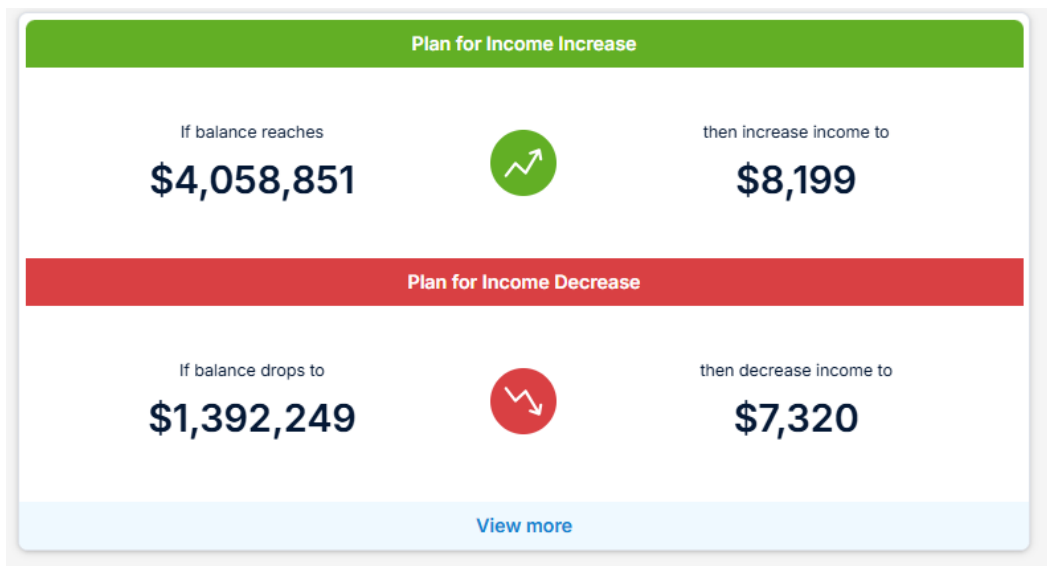 Plan for Income Increase
If balance reaches
$4,058,851
then increase income to
$8,199
Plan for Income Decrease
If balance drops to
$1,392,249
then decrease income to
$7,320
View more